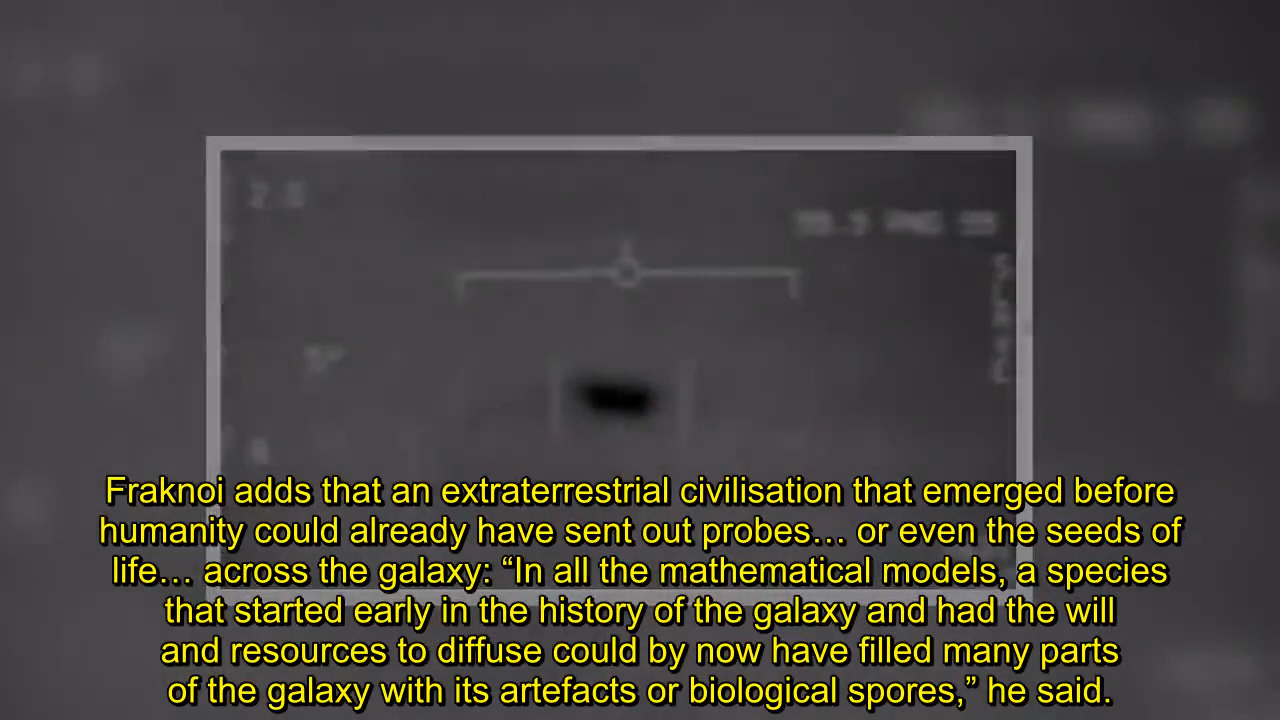 Fraknoi adds that an extraterrestrial civilisation that emerged before
humanity could already have sent out probes… or even the seeds of
life… across the galaxy: “In all the mathematical models, a species
that started early in the history of the galaxy and had the will
and resources to diffuse could by now have filled many parts
of the galaxy with its artefacts or biological spores,” he said.